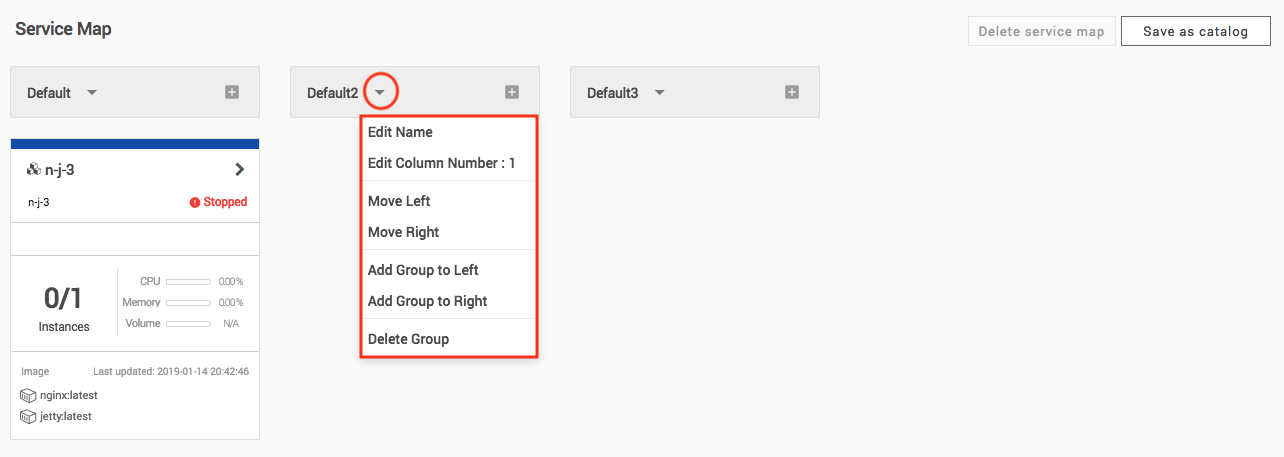 Service Map
Delete service map
Save as catalog
Default
Default2
Default3
Edit Name
Edit Column Number : 1
Move Left
Move Right
Add Group to Left
Add Group to Right
Delete Group
n-j-3
n-j-3
Stopped
0/1
Instances
CPU 0.00%
Memory 0.00%
Volume N/A
Image
Last updated: 2019-01-14 20:42:46
nginx:latest
jetty:latest